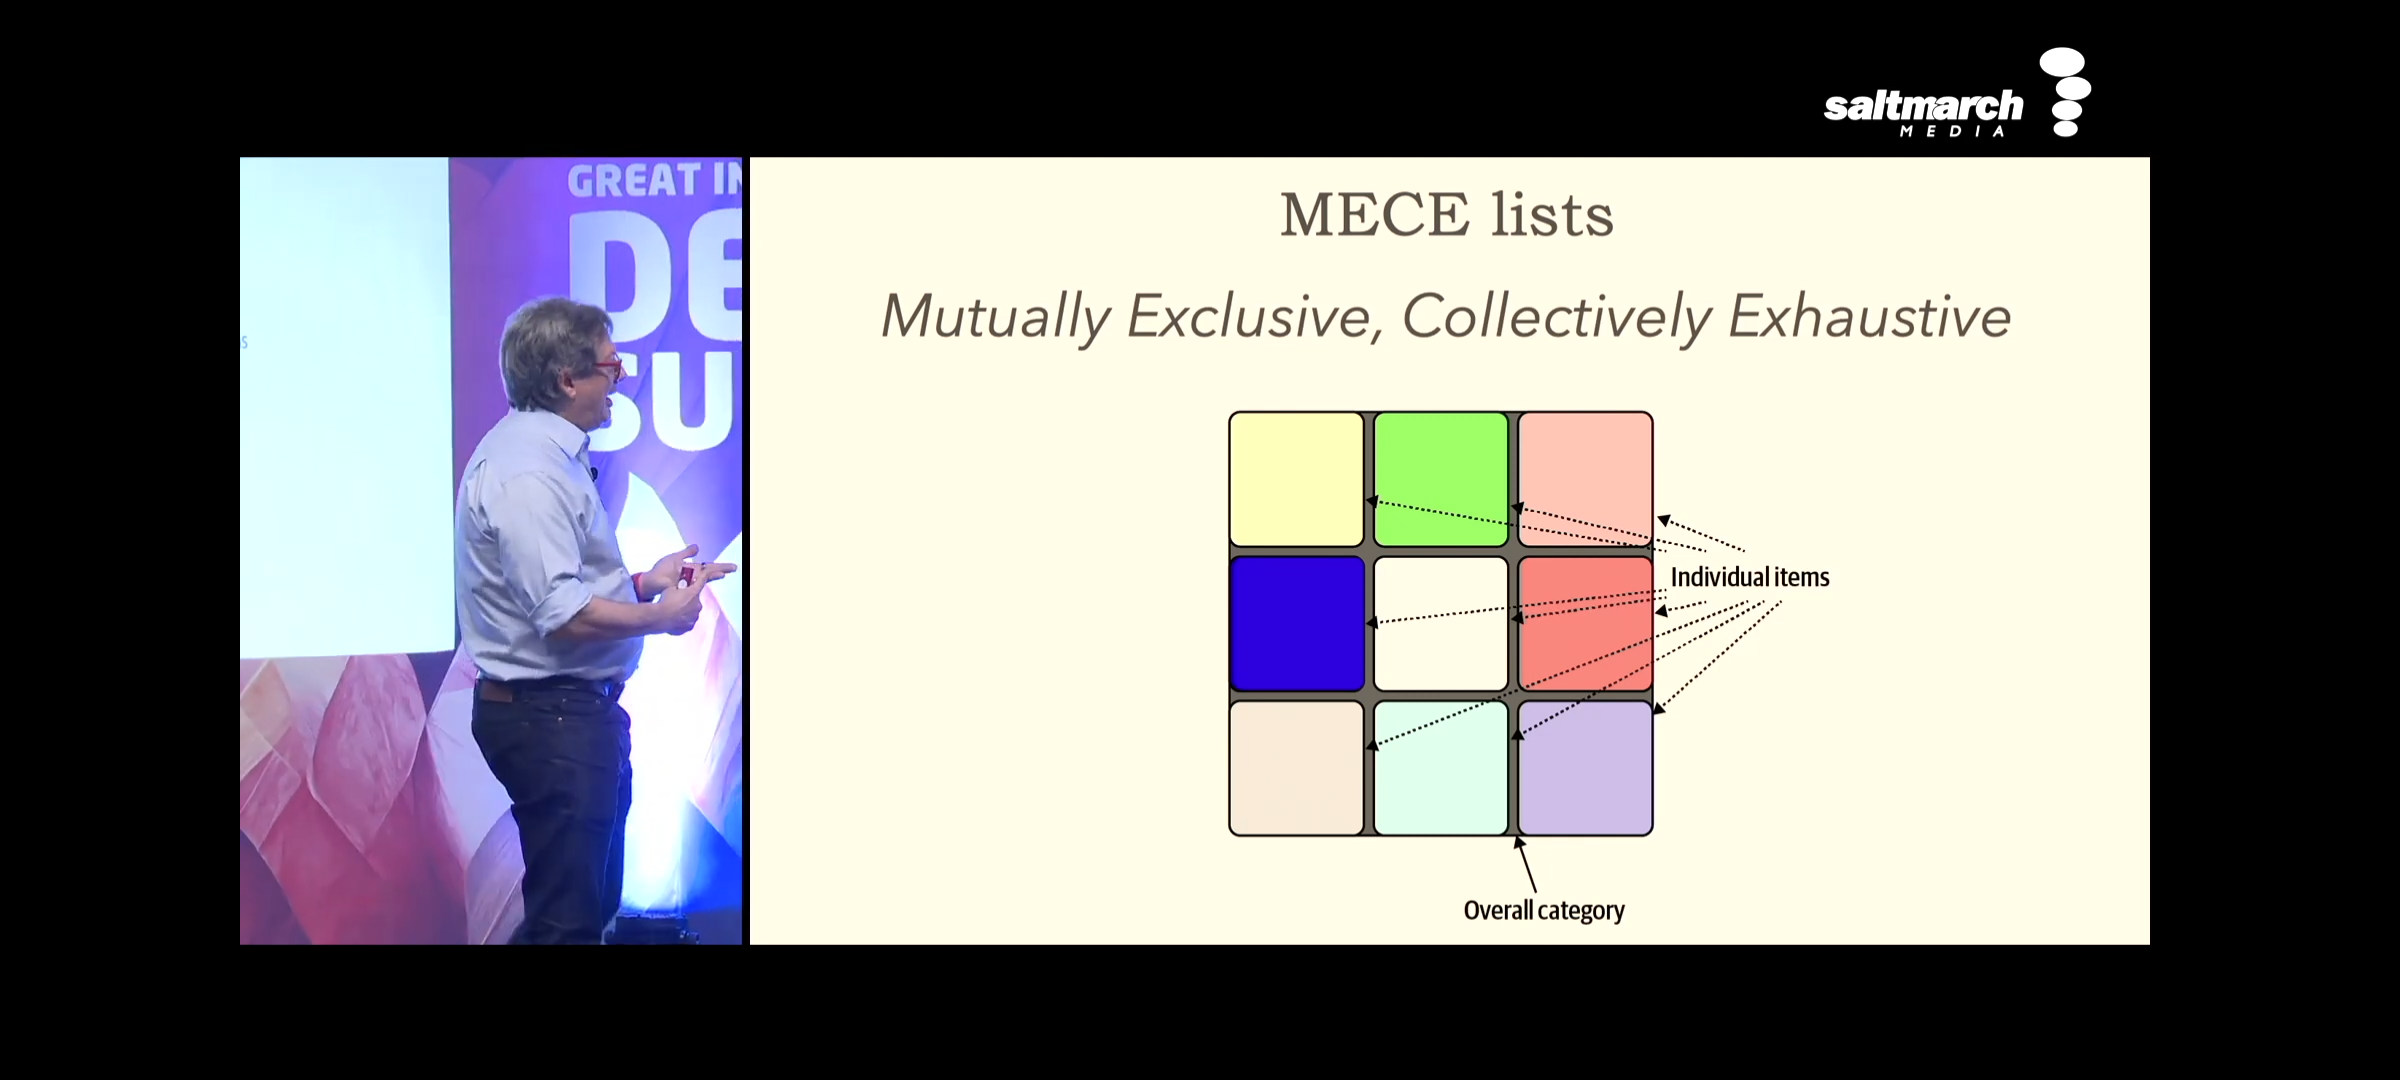 saltmarch
MEDIA
GREAT IN
DE
SU
s
MECE lists
Mutually Exclusive, Collectively Exhaustive
Individual items
Overall category